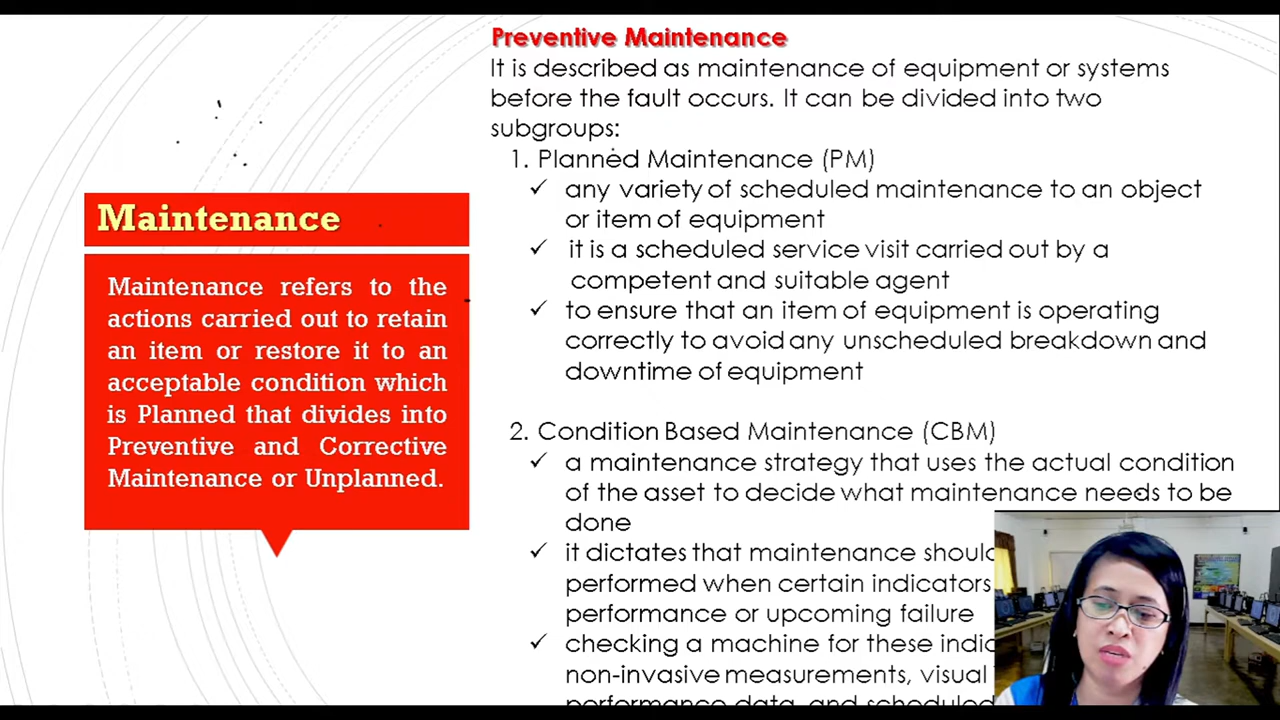 Maintenance
Maintenance refers to the
actions carried out to retain
an item or restore it to an
acceptable condition which
is Planned that divides into
Preventive and Corrective
Maintenance or Unplanned.
Preventive Maintenance
It is described as maintenance of equipment or systems
before the fault occurs. It can be divided into two
subgroups:
1. Planned Maintenance (PM)
✓ any variety of scheduled maintenance to an object
or item of equipment
✓ it is a scheduled service visit carried out by a
competent and suitable agent
✓ to ensure that an item of equipment is operating
correctly to avoid any unscheduled breakdown and
downtime of equipment
2. Condition Based Maintenance (CBM)
✓ a maintenance strategy that uses the actual condition
of the asset to decide what maintenance needs to be
done
✓ it dictates that maintenance
performed when certain indicators
performance or upcoming failure
✓ checking a machine for these
non-invasive measurements, visual
performance data, and scheduled